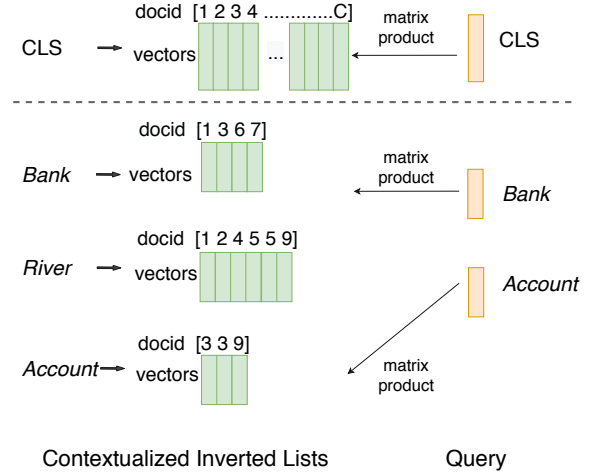 docid [1 2 3 4 .............C]
CLS
vectors
...
matrix
product
CLS
docid [1 3 6 7]
Bank
vectors
matrix
product
Bank
docid [1 2 4 5 5 9]
River
vectors
Account
docid [3 3 9]
Account
vectors
matrix
product
Contextualized Inverted Lists
Query